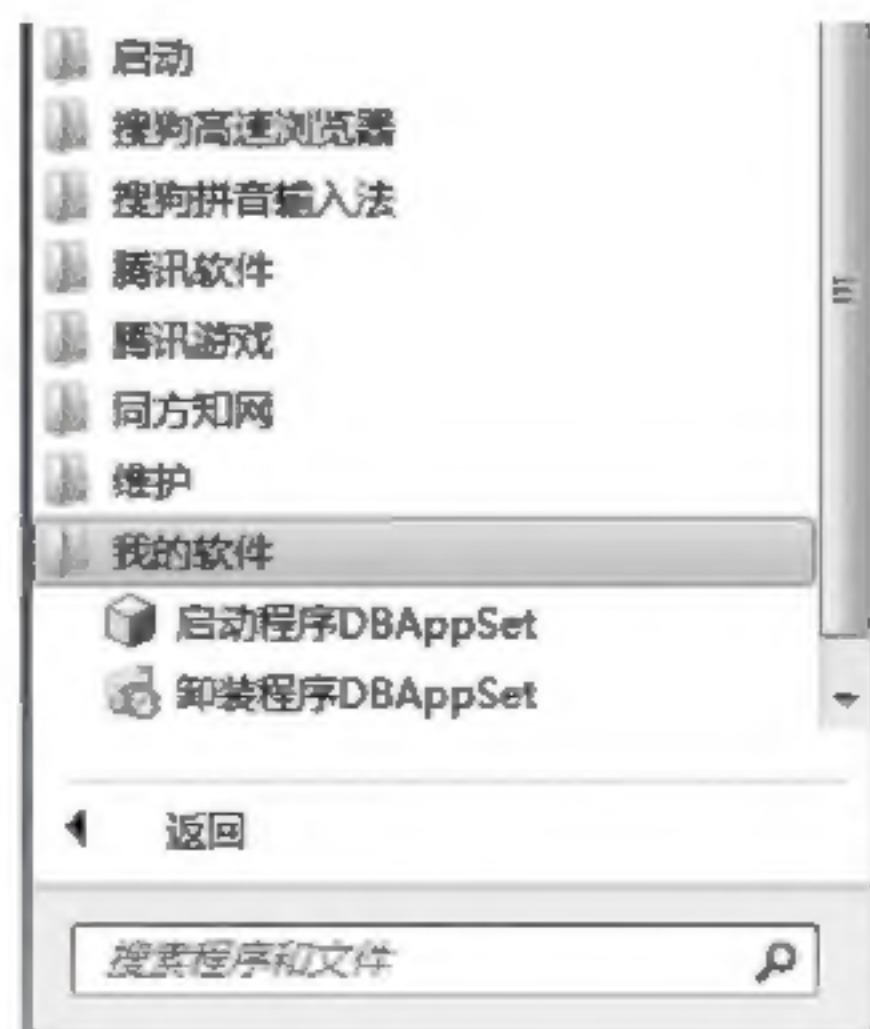 启动
搜狗高速浏览器
搜狗拼音输入法
腾讯软件
腾讯游戏
同方知网
维护
我的软件
启动程序DBAppSet
卸装程序DBAppSet
返回
搜索程序和文件